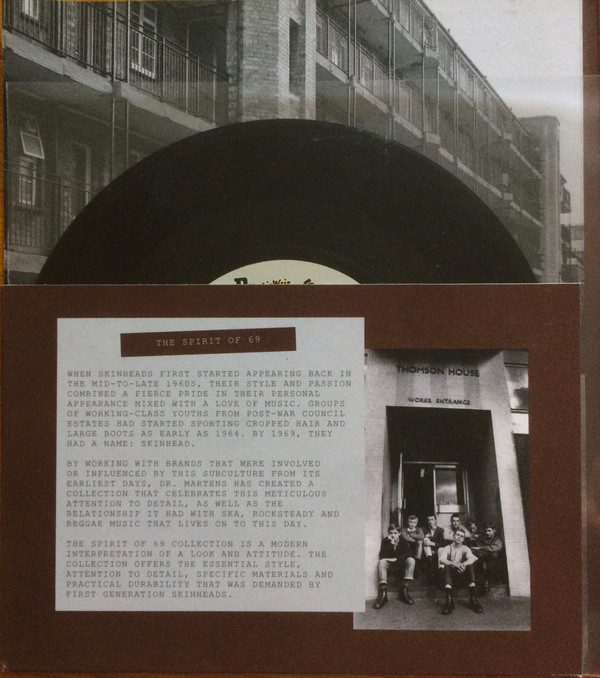 THE SPIRIT OF 69
WHEN SKINHEADS FIRST STARTED APPEARING BACK IN
THE MID-TO-LATE 1960S, THEIR STYLE AND PASSION
COMBINED A FIERCE PRIDE IN THEIR PERSONAL
APPEARANCE MIXED WITH A LOVE OF MUSIC. GROUPS
OF WORKING-CLASS YOUTHS FROM POST-WAR COUNCIL
ESTATES HAD STARTED SPORTING CROPPED HAIR AND
LARGE BOOTS AS EARLY AS 1964. BY 1969, THEY
HAD A NAME: SKINHEAD.
BY WORKING WITH BRANDS THAT WERE INVOLVED
OR INFLUENCED BY THIS SUBCULTURE FROM ITS
EARLIEST DAYS, DR. MARTENS HAS CREATED A
COLLECTION THAT CELEBRATES THIS METICULOUS
ATTENTION TO DETAIL, AS WELL AS THE
RELATIONSHIP IT HAD WITH SKA, ROCKSTEADY AND
REGGAE MUSIC THAT LIVES ON TO THIS DAY.
THE SPIRIT OF 69 COLLECTION IS A MODERN
INTERPRETATION OF A LOOK AND ATTITUDE. THE
COLLECTION OFFERS THE ESSENTIAL STYLE,
ATTENTION TO DETAIL, SPECIFIC MATERIALS AND
PRACTICAL DURABILITY THAT WAS DEMANDED BY
FIRST GENERATION SKINHEADS.
THOMSON HOUSE
WORKS ENTRANCE